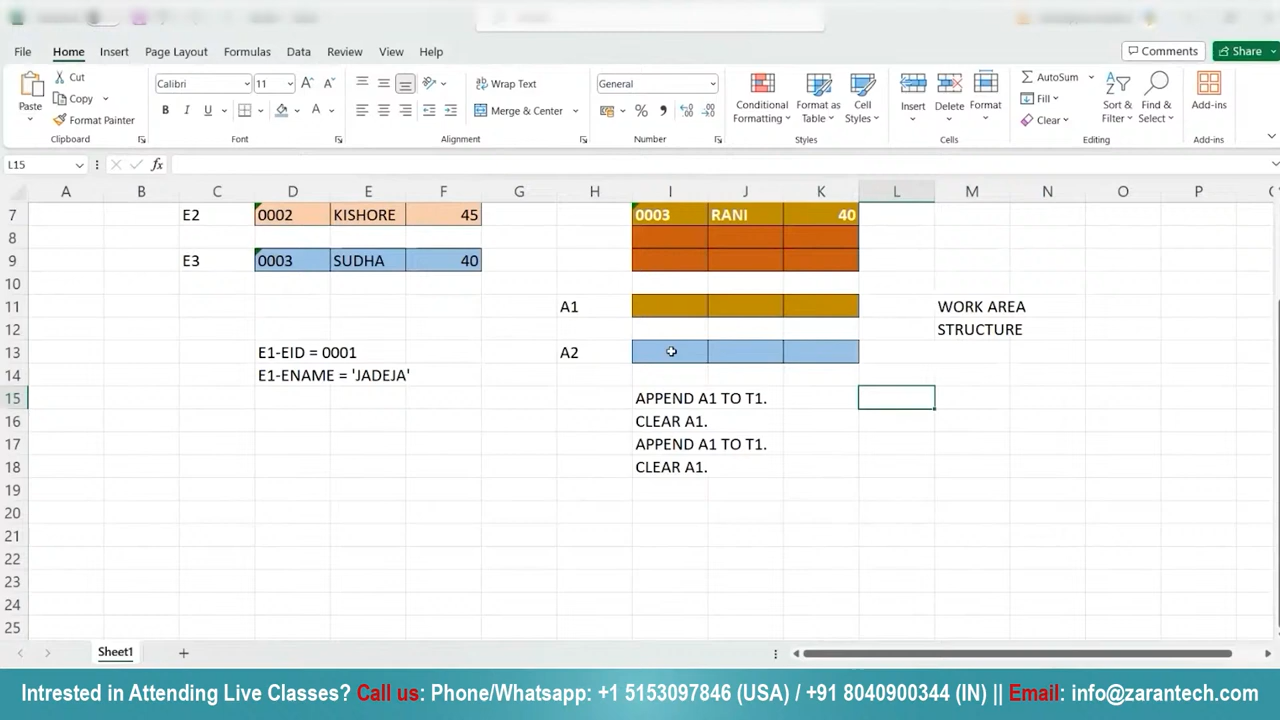 File Home Insert Page Layout Formulas Data Review View Help Comments Share
Paste Cut Copy Format Painter Clipboard
Calibri 11 B I U Font
Wrap Text Merge & Center Alignment
General % Number
Conditional Formatting Format as Table Cell Styles Styles
Insert Delete Format Cells
AutoSum Fill Clear Sort & Filter Find & Select Editing
Add-ins Add-ins
L15 fx
A B C D E F G H I J K L M N O P
7 E2 0002 KISHORE 45 0003 RANI 40
8
9 E3 0003 SUDHA 40
10
11 A1 WORK AREA
12 STRUCTURE
13 E1-EID = 0001 A2
14 E1-ENAME = 'JADEJA'
15 APPEND A1 TO T1.
16 CLEAR A1.
17 APPEND A1 TO T1.
18 CLEAR A1.
19
20
21
22
23
24
25
Sheet1
Intrested in Attending Live Classes? Call us: Phone/Whatsapp: +1 5153097846 (USA) / +91 8040900344 (IN) || Email: info@zarantech.com